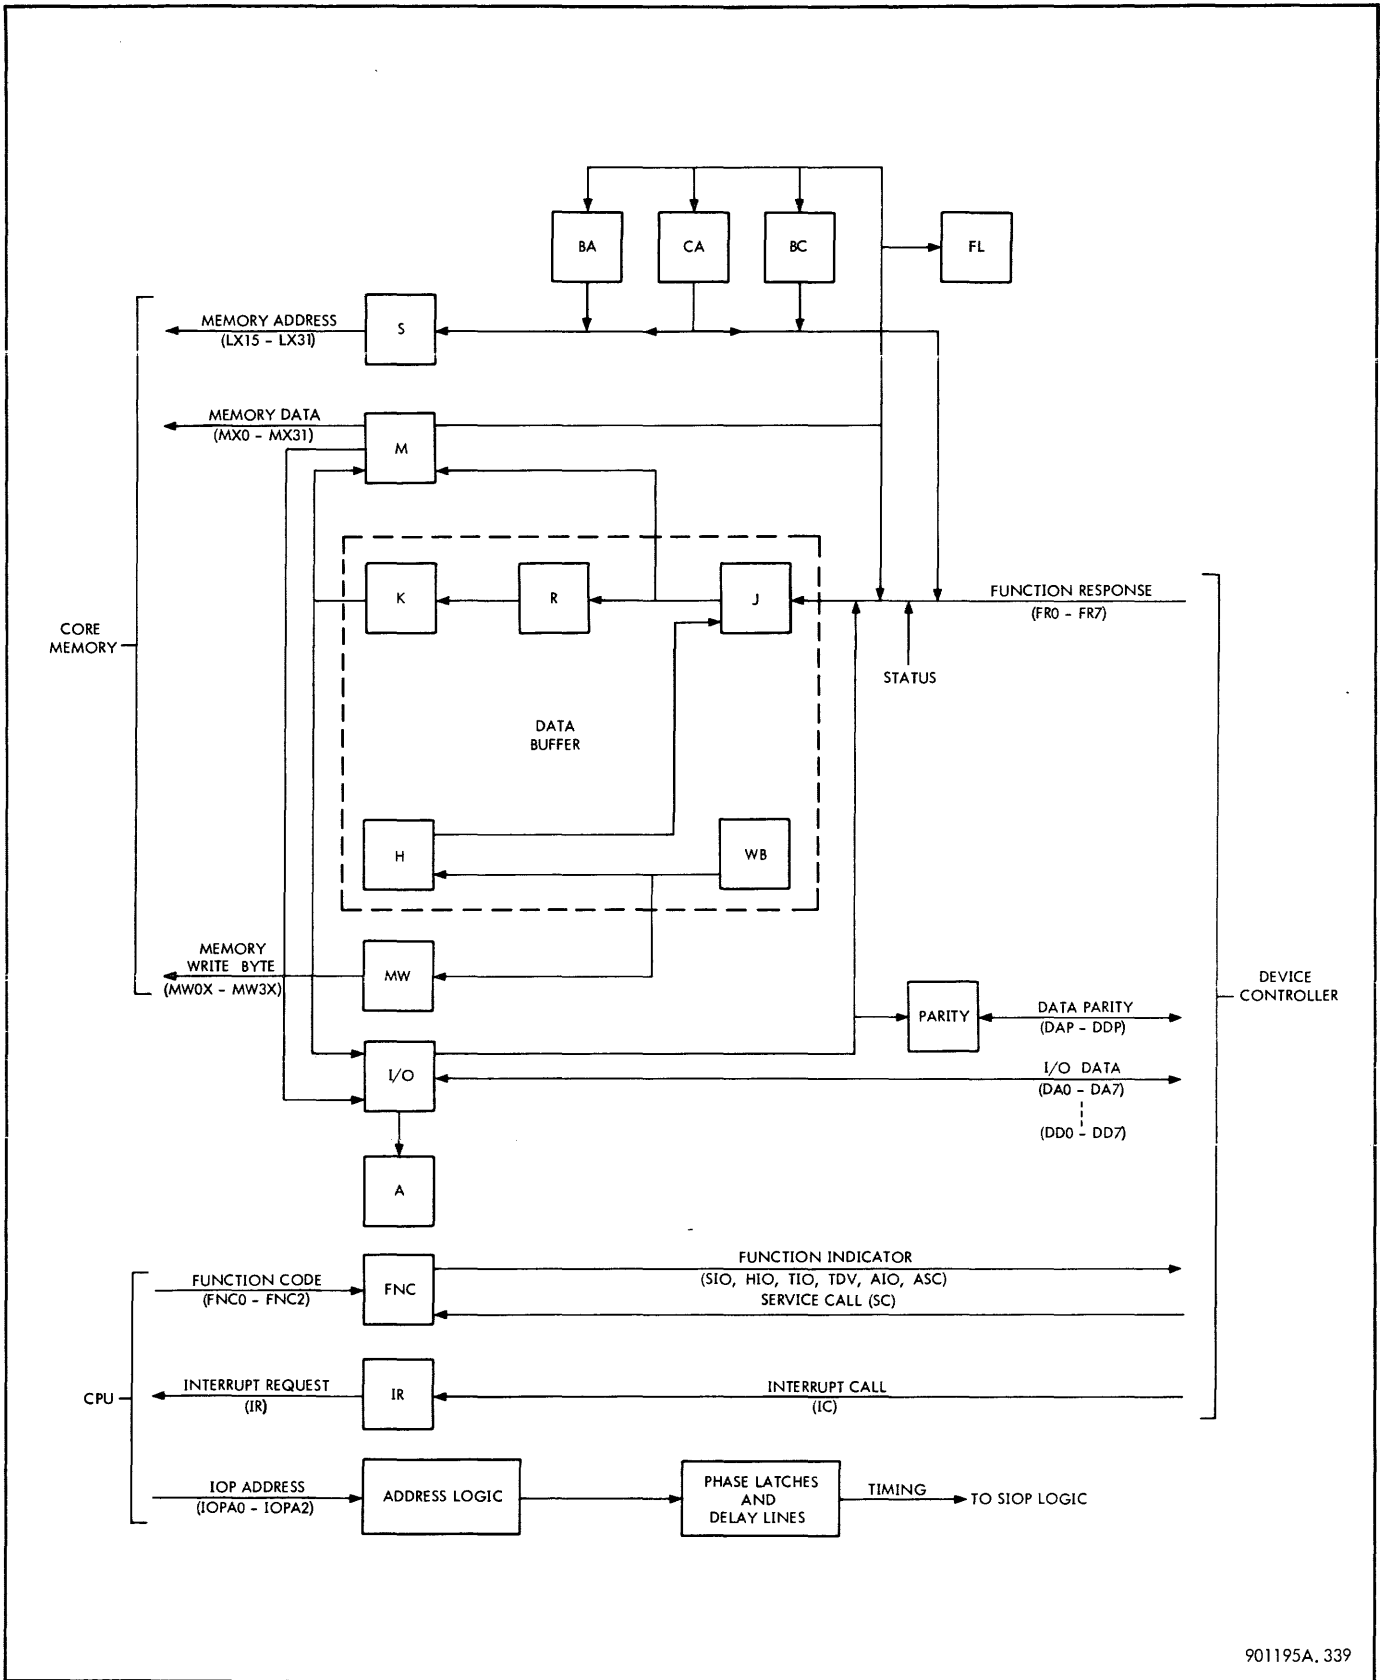 BA
CA
BC
FL
MEMORY ADDRESS
(LX15 - LX31)
S
MEMORY DATA
(MX0 - MX31)
M
K
R
J
FUNCTION RESPONSE
(FR0 - FR7)
CORE
MEMORY
STATUS
DATA
BUFFER
H
WB
MEMORY
WRITE BYTE
(MW0X - MW3X)
MW
DEVICE
CONTROLLER
PARITY
DATA PARITY
(DAP - DDP)
I/O
I/O DATA
(DA0 - DA7)
(DD0 - DD7)
A
FUNCTION CODE
(FNC0 - FNC2)
FNC
FUNCTION INDICATOR
(SIO, HIO, TIO, TDV, AIO, ASC)
SERVICE CALL (SC)
CPU
INTERRUPT REQUEST
(IR)
IR
INTERRUPT CALL
(IC)
IOP ADDRESS
(IOPA0 - IOPA2)
ADDRESS LOGIC
PHASE LATCHES
AND
DELAY LINES
TIMING
TO SIOP LOGIC
901195A.339